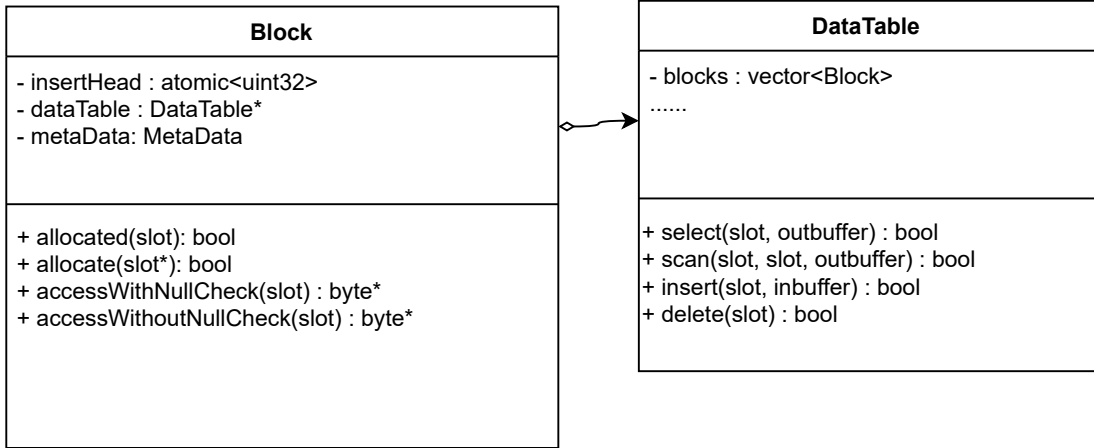 Block
- insertHead : atomic<uint32>
- dataTable : DataTable*
- metaData: MetaData
+ allocated(slot): bool
+ allocate(slot*): bool
+ accessWithNullCheck(slot) : byte*
+ accessWithoutNullCheck(slot) : byte*
DataTable
- blocks : vector<Block>
......
+ select(slot, outbuffer) : bool
+ scan(slot, slot, outbuffer) : bool
+ insert(slot, inbuffer) : bool
+ delete(slot) : bool